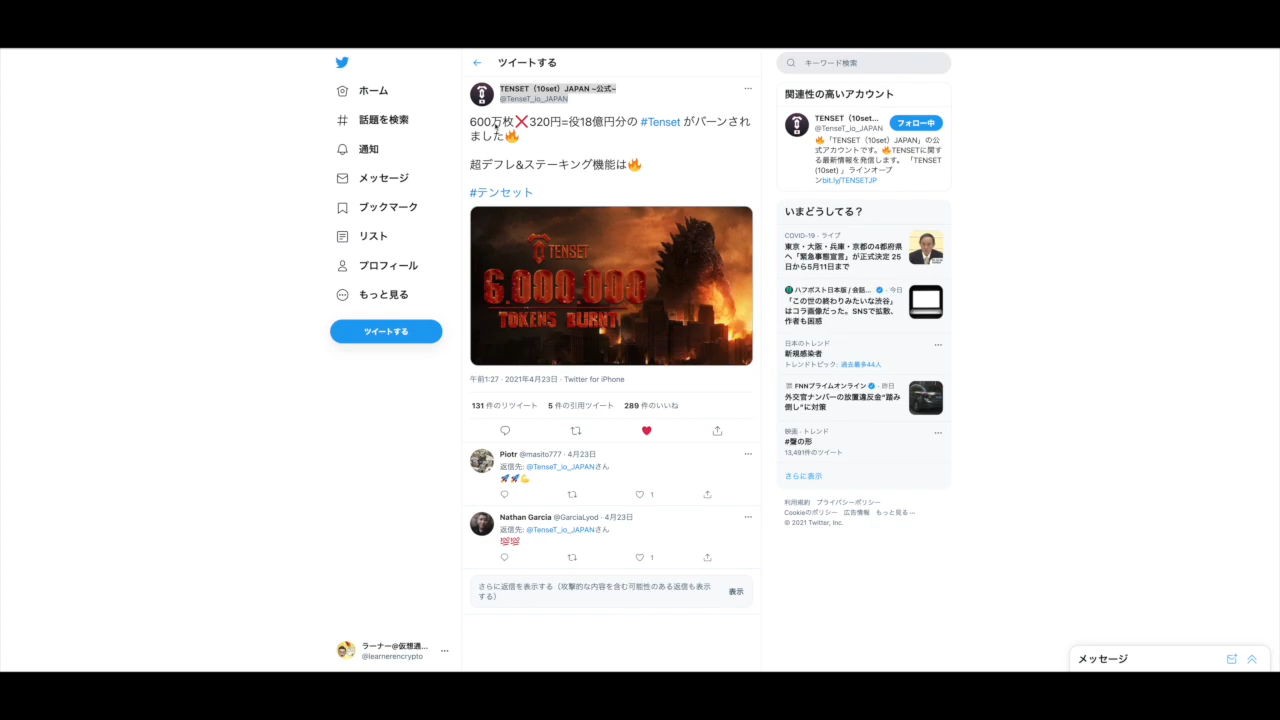 ホーム
話題を検索
通知
メッセージ
ブックマーク
リスト
プロフィール
もっと見る
ツイートする
ラーナー@仮想通...
@learnerencrypto
ツイートする
TENSET（10set）JAPAN ~公式~
@TenseT_io_JAPAN
600万枚❌320円=役18億円分の #Tenset がバーンされ
ました🔥
超デフレ&ステーキング機能は🔥
#テンセット
TENSET
6.000.000
TOKENS BURNT
午前1:27 · 2021年4月23日 · Twitter for iPhone
131 件のリツイート 5 件の引用ツイート 289 件のいいね
Piotr @masito777 · 4月23日
返信先: @TenseT_io_JAPANさん
🚀🚀💪
1
Nathan Garcia @GarciaLyod · 4月23日
返信先: @TenseT_io_JAPANさん
💯💯
1
さらに返信を表示する（攻撃的な内容を含む可能性のある返信も表示
する）
表示
キーワード検索
関連性の高いアカウント
TENSET（10set...
@TenseT_io_JAPAN
フォロー中
🔥「TENSET（10set）JAPAN」の公
式アカウントです。🔥TENSETに関す
る最新情報を発信します。 「TENSET
(10set) 」ラインオープ
ンbit.ly/TENSETJP
いまどうしてる？
COVID-19 · ライブ
東京・大阪・兵庫・京都の4都府県
へ「緊急事態宣言」が正式決定 25
日から5月11日まで
ハフポスト日本版 / 会話... · 今日
「この世の終わりみたいな渋谷」
はコラ画像だった。SNSで拡散、
作者も困惑
日本のトレンド
新規感染者
トレンドトピック: 過去最多44人
FNNプライムオンライン · 昨日
外交官ナンバーの放置違反金“踏み
倒し”に対策
映画 · トレンド
#聲の形
13,491件のツイート
さらに表示
利用規約 プライバシーポリシー
Cookieのポリシー 広告情報 もっと見る ···
© 2021 Twitter, Inc.
メッセージ